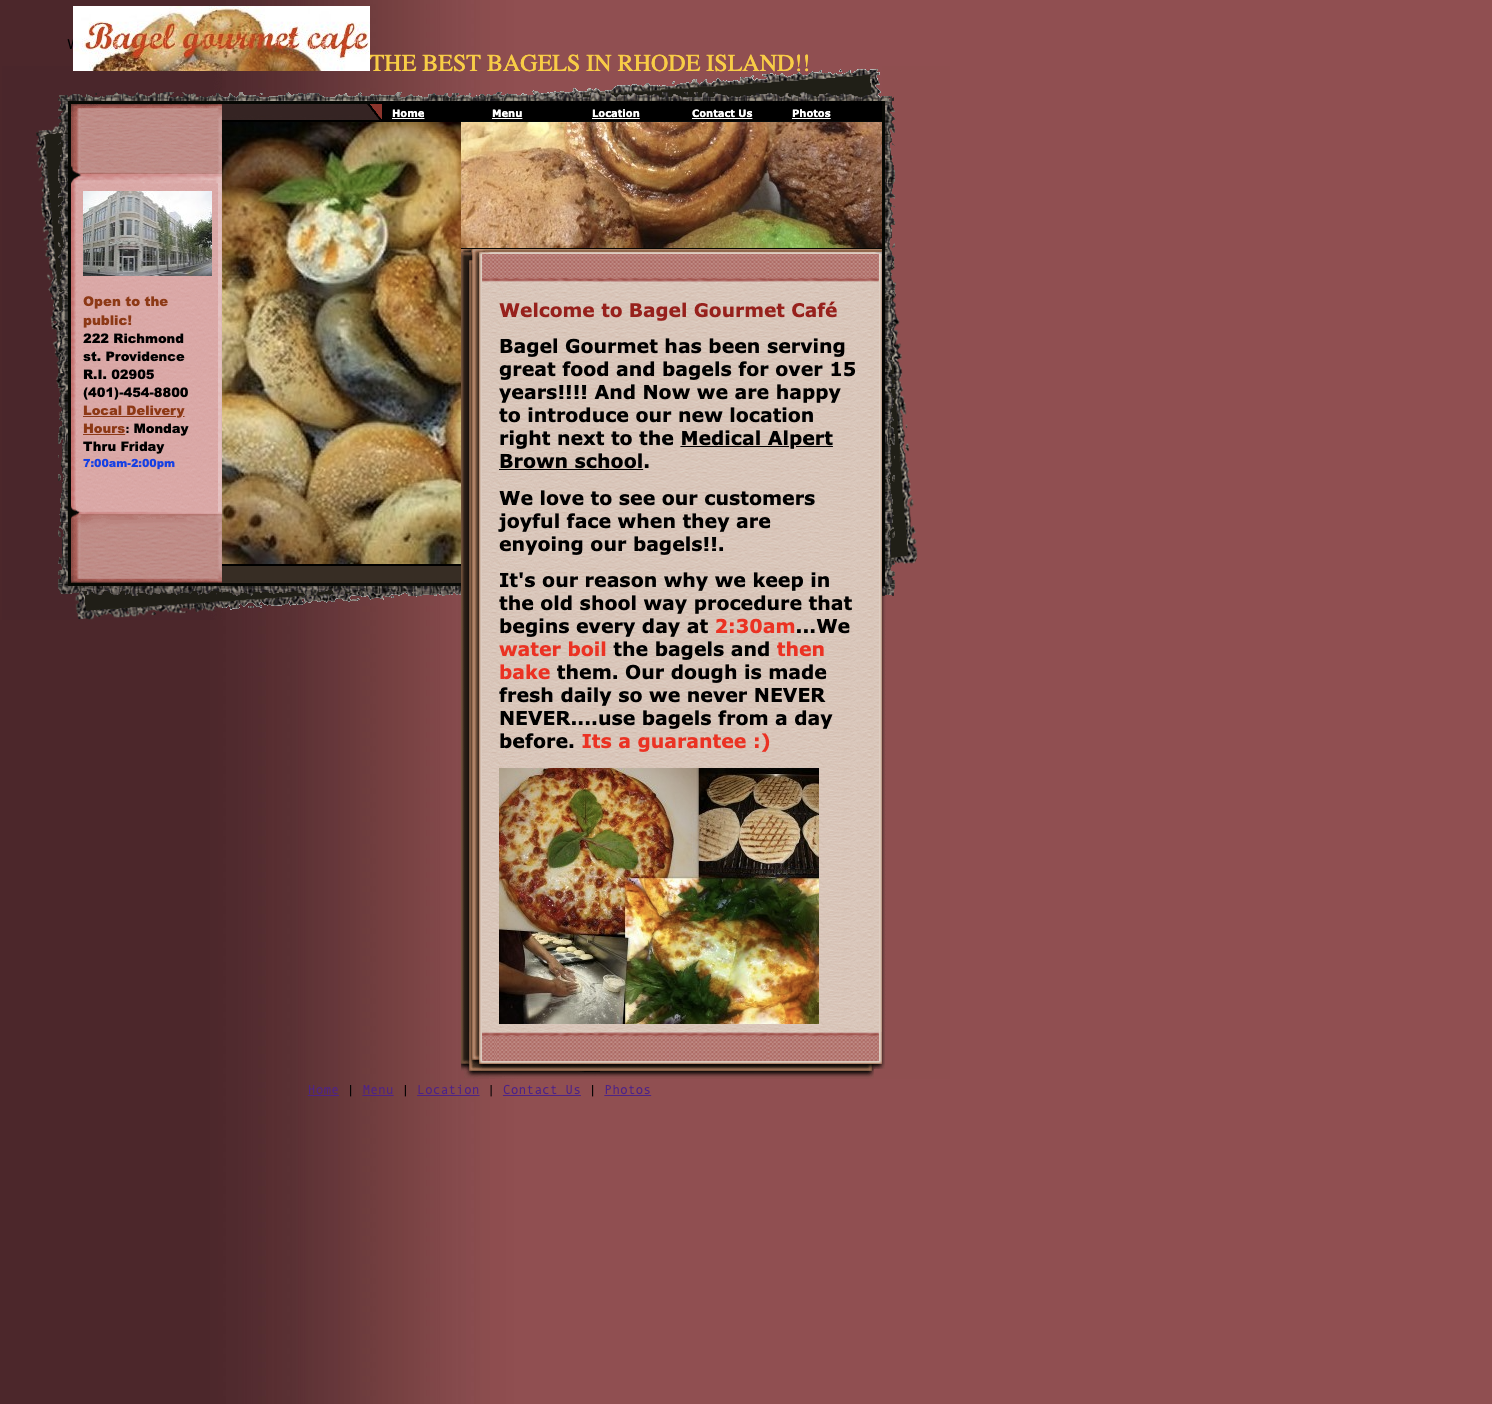 Bagel gourmet cafe
THE BEST BAGELS IN RHODE ISLAND!!
Home Menu Location Contact Us Photos
Open to the
public!
222 Richmond
st. Providence
R.I. 02905
(401)-454-8800
Local Delivery
Hours: Monday
Thru Friday
7:00am-2:00pm
Welcome to Bagel Gourmet Café
Bagel Gourmet has been serving
great food and bagels for over 15
years!!!! And Now we are happy
to introduce our new location
right next to the Medical Alpert
Brown school.
We love to see our customers
joyful face when they are
enyoing our bagels!!.
It's our reason why we keep in
the old shool way procedure that
begins every day at 2:30am...We
water boil the bagels and then
bake them. Our dough is made
fresh daily so we never NEVER
NEVER....use bagels from a day
before. Its a guarantee :)
Home | Menu | Location | Contact Us | Photos